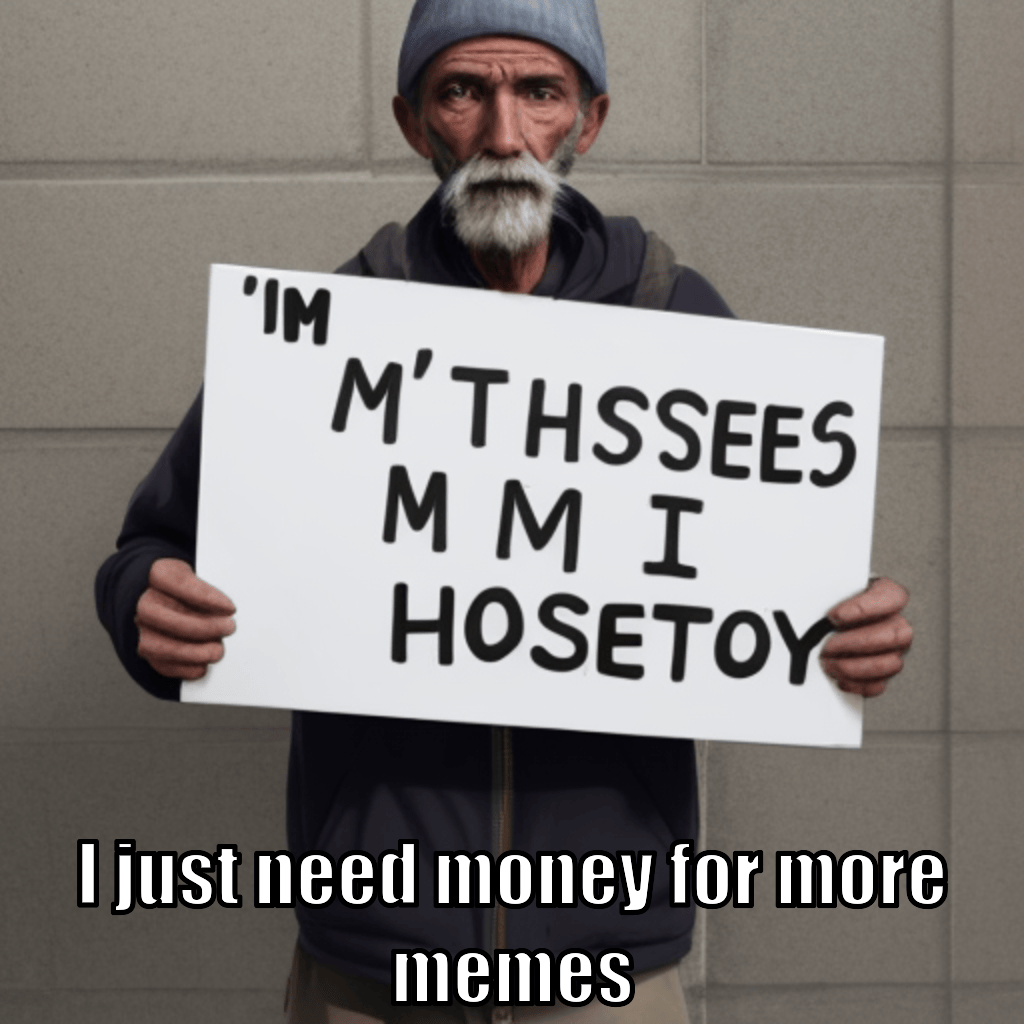 'IM
M'THSSEES
M M I
HOSETOY
I just need money for more
memes